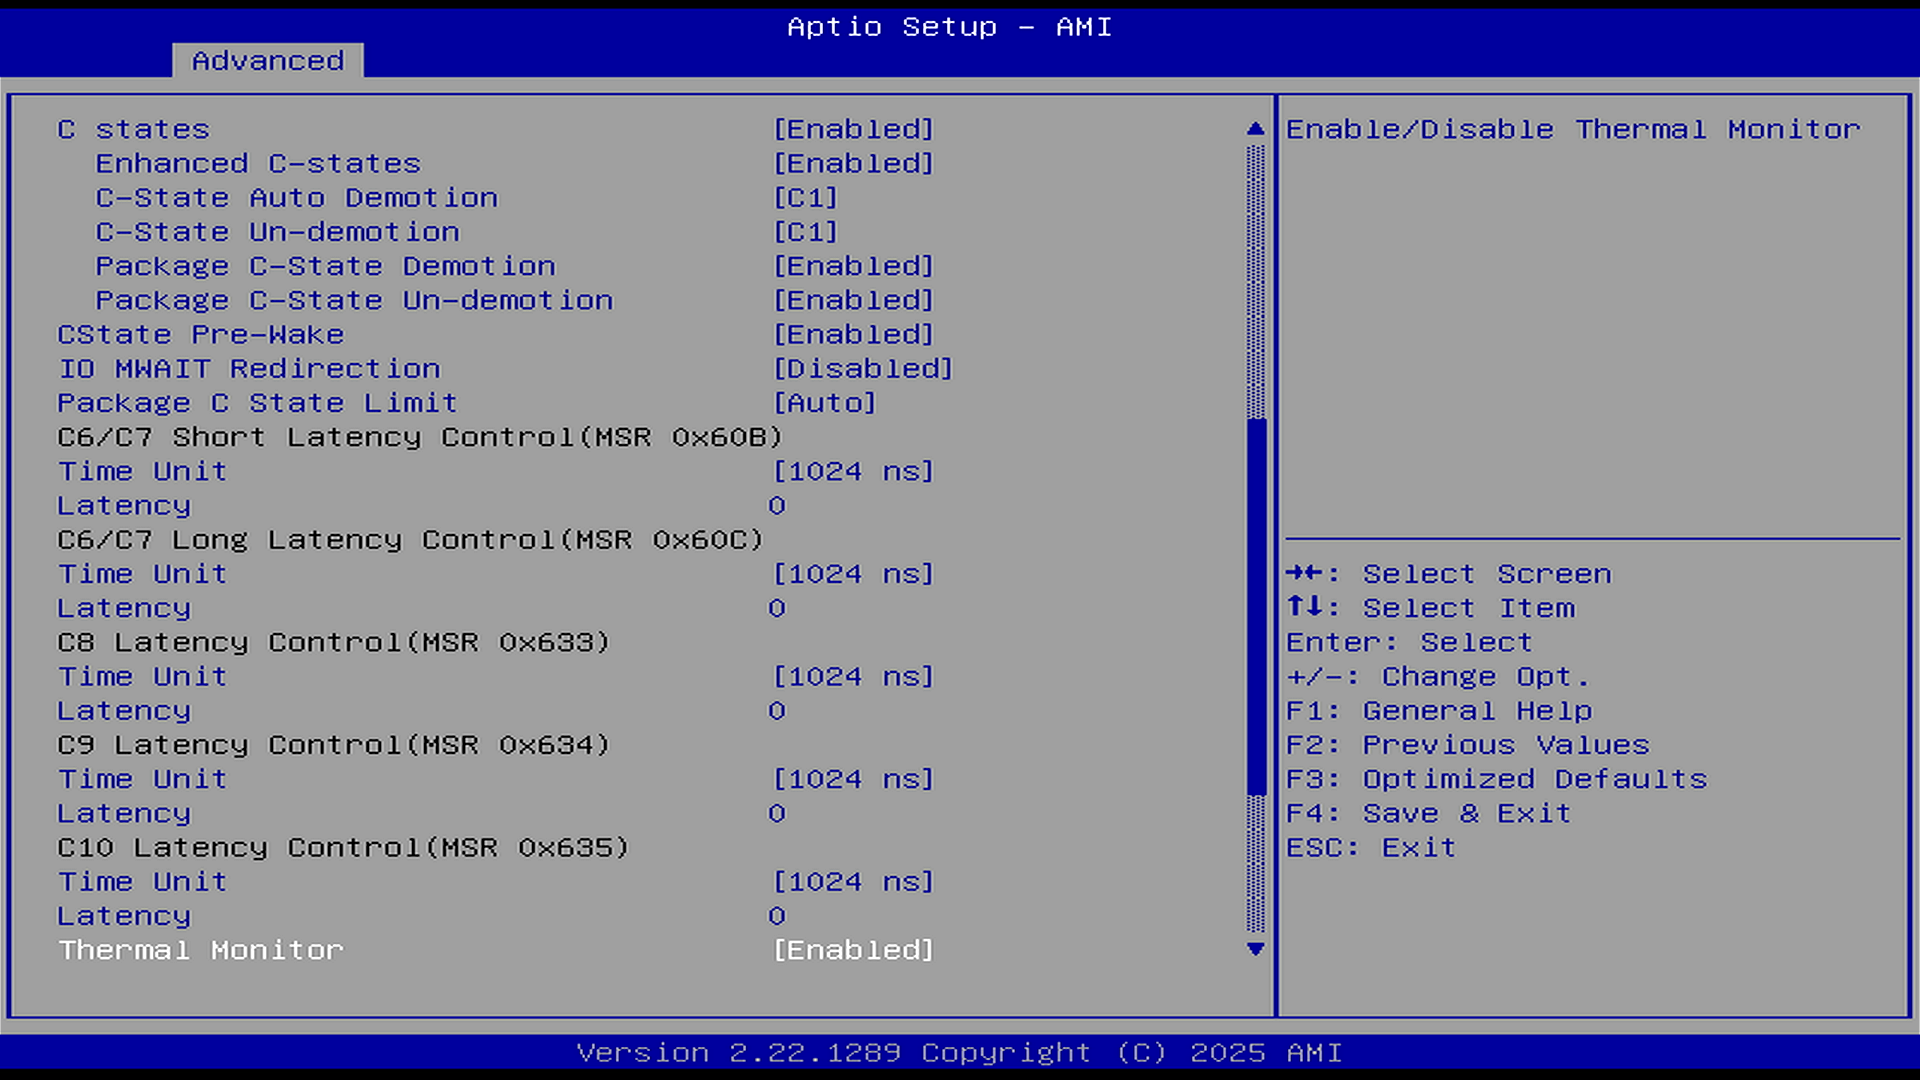 Aptio Setup - AMI
Advanced
C states [Enabled]
Enhanced C-states [Enabled]
C-State Auto Demotion [C1]
C-State Un-demotion [C1]
Package C-State Demotion [Enabled]
Package C-State Un-demotion [Enabled]
CState Pre-Wake [Enabled]
IO MWAIT Redirection [Disabled]
Package C State Limit [Auto]
C6/C7 Short Latency Control(MSR 0x60B)
Time Unit [1024 ns]
Latency 0
C6/C7 Long Latency Control(MSR 0x60C)
Time Unit [1024 ns]
Latency 0
C8 Latency Control(MSR 0x633)
Time Unit [1024 ns]
Latency 0
C9 Latency Control(MSR 0x634)
Time Unit [1024 ns]
Latency 0
C10 Latency Control(MSR 0x635)
Time Unit [1024 ns]
Latency 0
Thermal Monitor [Enabled]
Enable/Disable Thermal Monitor
→←: Select Screen
↑↓: Select Item
Enter: Select
+/-: Change Opt.
F1: General Help
F2: Previous Values
F3: Optimized Defaults
F4: Save & Exit
ESC: Exit
Version 2.22.1289 Copyright (C) 2025 AMI